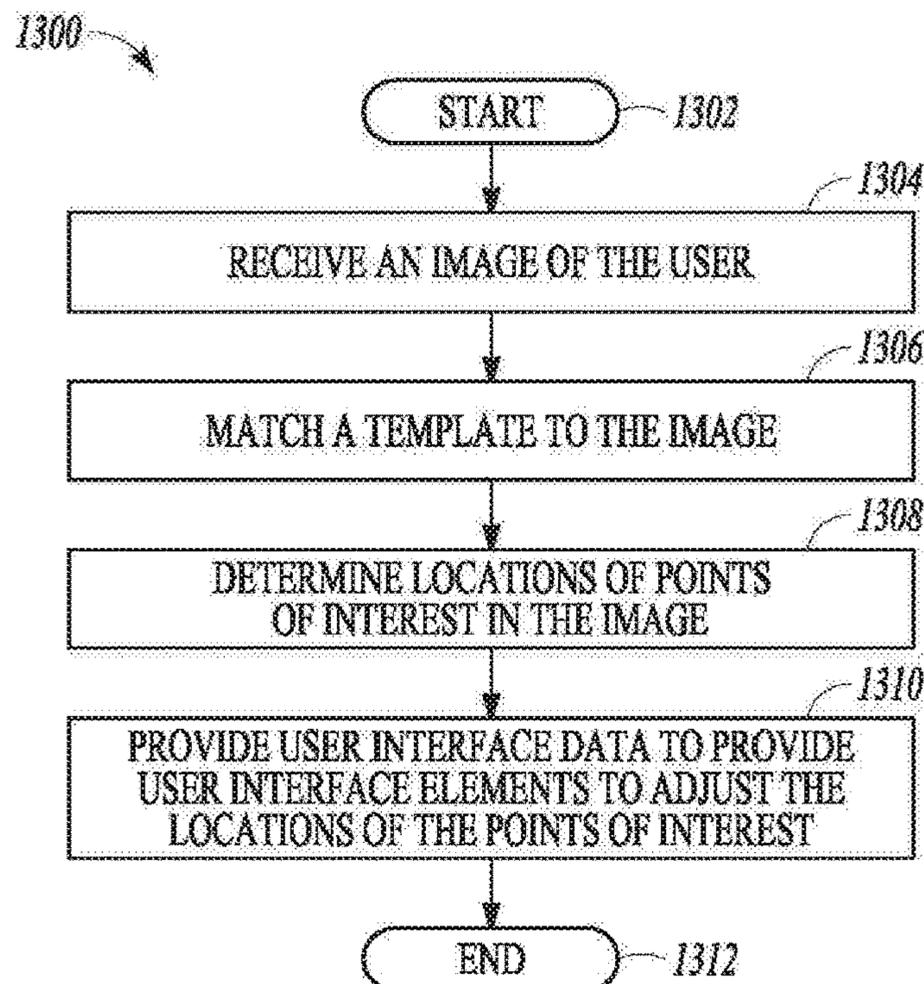 1300
START
1302
1304
RECEIVE AN IMAGE OF THE USER
1306
MATCH A TEMPLATE TO THE IMAGE
1308
DETERMINE LOCATIONS OF POINTS
OF INTEREST IN THE IMAGE
1310
PROVIDE USER INTERFACE DATA TO PROVIDE
USER INTERFACE ELEMENTS TO ADJUST THE
LOCATIONS OF THE POINTS OF INTEREST
END
1312